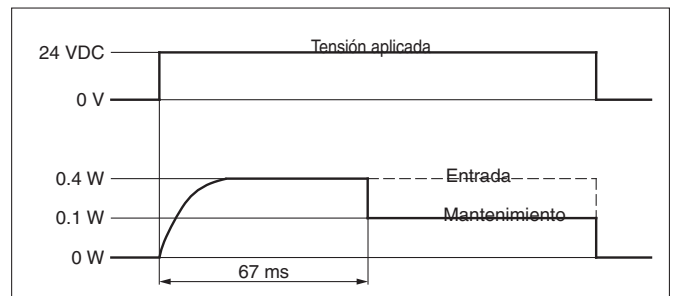 Tensión aplicada
24 VDC
0 V
0.4 W
Entrada
0.1 W
Mantenimiento
0 W
67 ms